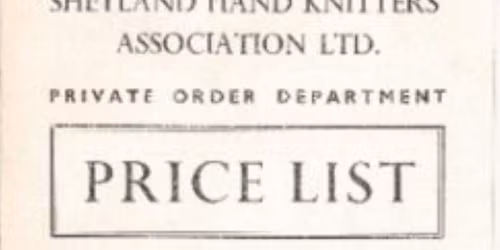 SHETLAND HAND KNITTERS
ASSOCIATION LTD.
PRIVATE ORDER DEPARTMENT
PRICE LIST